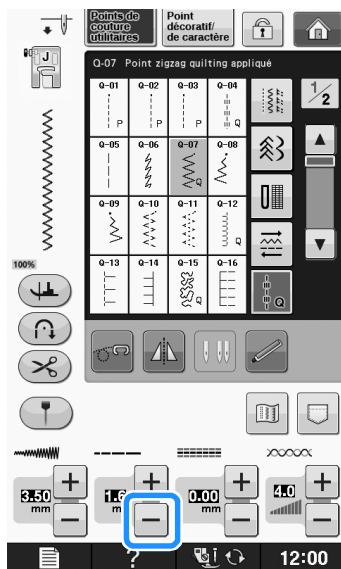 Points de couture utilitaires
Point décoratif/ de caractère
J
Q-07 Point zigzag quilting appliqué
1/2
Q-01 Q-02 Q-03 Q-04
P P P Q
Q-05 Q-06 Q-07 Q-08
Q
Q-09 Q-10 Q-11 Q-12
Q
Q-13 Q-14 Q-15 Q-16
Q
Q
100%
3.50 mm
1.6
0.00 mm
4.0
?
12:00